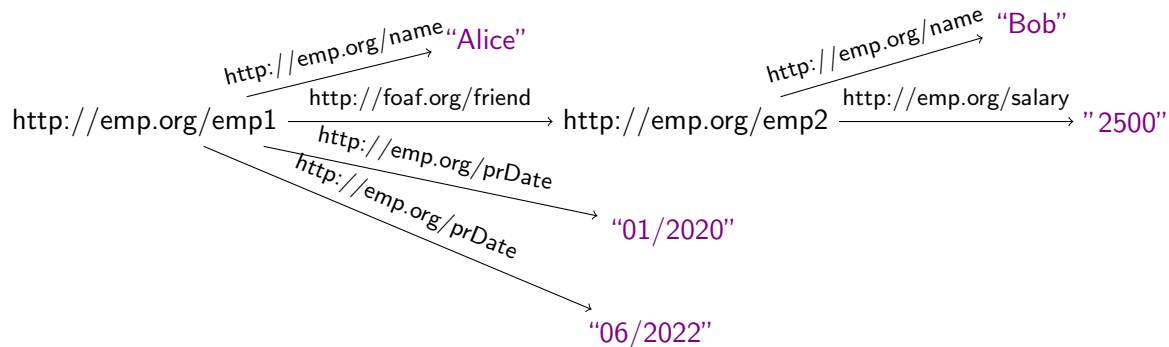 http://emp.org/name
“Alice”
http://emp.org/name
“Bob”
http://emp.org/emp1
http://foaf.org/friend
http://emp.org/emp2
http://emp.org/salary
”2500”
http://emp.org/prDate
“01/2020”
http://emp.org/prDate
“06/2022”